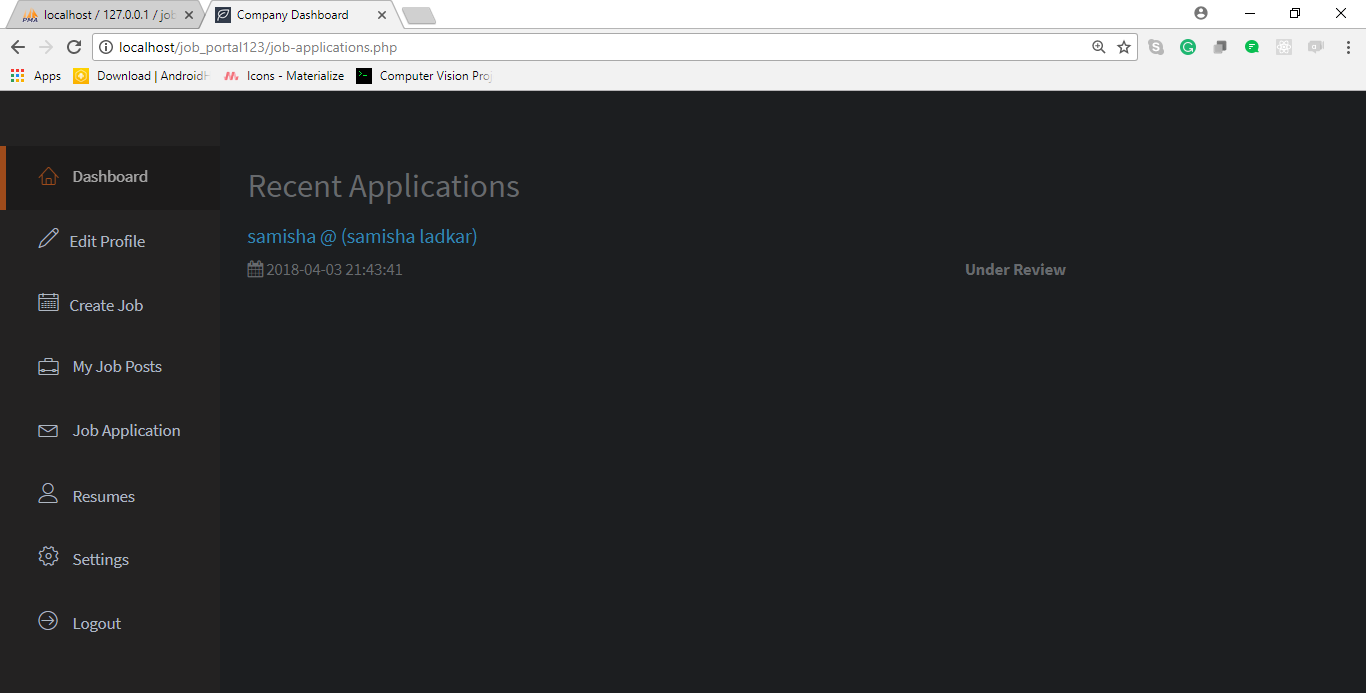 localhost / 127.0.0.1 / job
Company Dashboard
localhost/job_portal123/job-applications.php
Apps
Download | Android
Icons - Materialize
Computer Vision Proj
Dashboard
Edit Profile
Create Job
My Job Posts
Job Application
Resumes
Settings
Logout
Recent Applications
samisha @ (samisha ladkar)
2018-04-03 21:43:41
Under Review